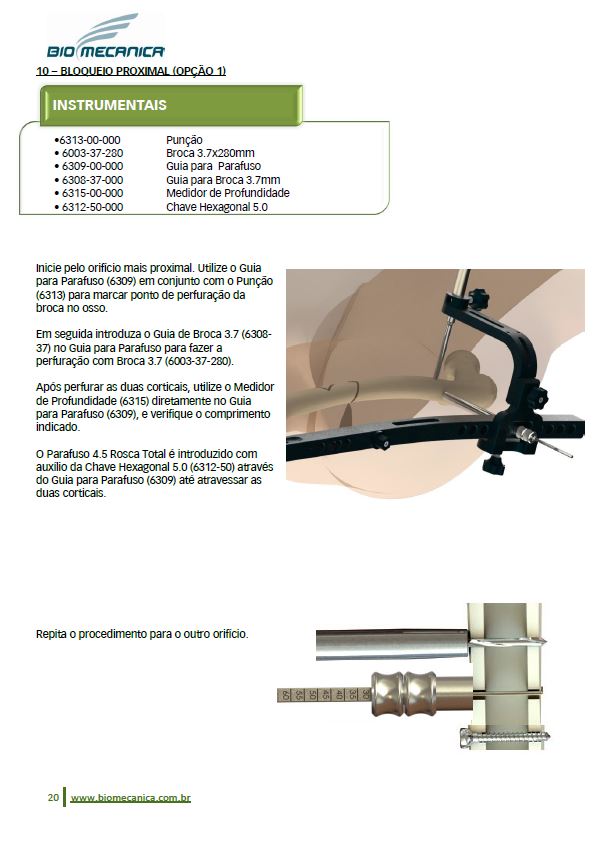 BIOMECANICA
10 – BLOQUEIO PROXIMAL (OPÇÃO 1)
INSTRUMENTAIS
•6313-00-000 Punção
• 6003-37-280 Broca 3.7x280mm
• 6309-00-000 Guia para  Parafuso
• 6308-37-000 Guia para Broca 3.7mm
• 6315-00-000 Medidor de Profundidade
• 6312-50-000 Chave Hexagonal 5.0
Inicie pelo orifício mais proximal. Utilize o Guia
para Parafuso (6309) em conjunto com o Punção
(6313) para marcar ponto de perfuração da
broca no osso.
Em seguida introduza o Guia de Broca 3.7 (6308-
37) no Guia para Parafuso para fazer a
perfuração com Broca 3.7 (6003-37-280).
Após perfurar as duas corticais, utilize o Medidor
de Profundidade (6315) diretamente no Guia
para Parafuso (6309), e verifique o comprimento
indicado.
O Parafuso 4.5 Rosca Total é introduzido com
auxílio da Chave Hexagonal 5.0 (6312-50) através
do Guia para Parafuso (6309) até atravessar as
duas corticais.
Repita o procedimento para o outro orifício.
60 55 50 45 40 35 30
20 www.biomecanica.com.br